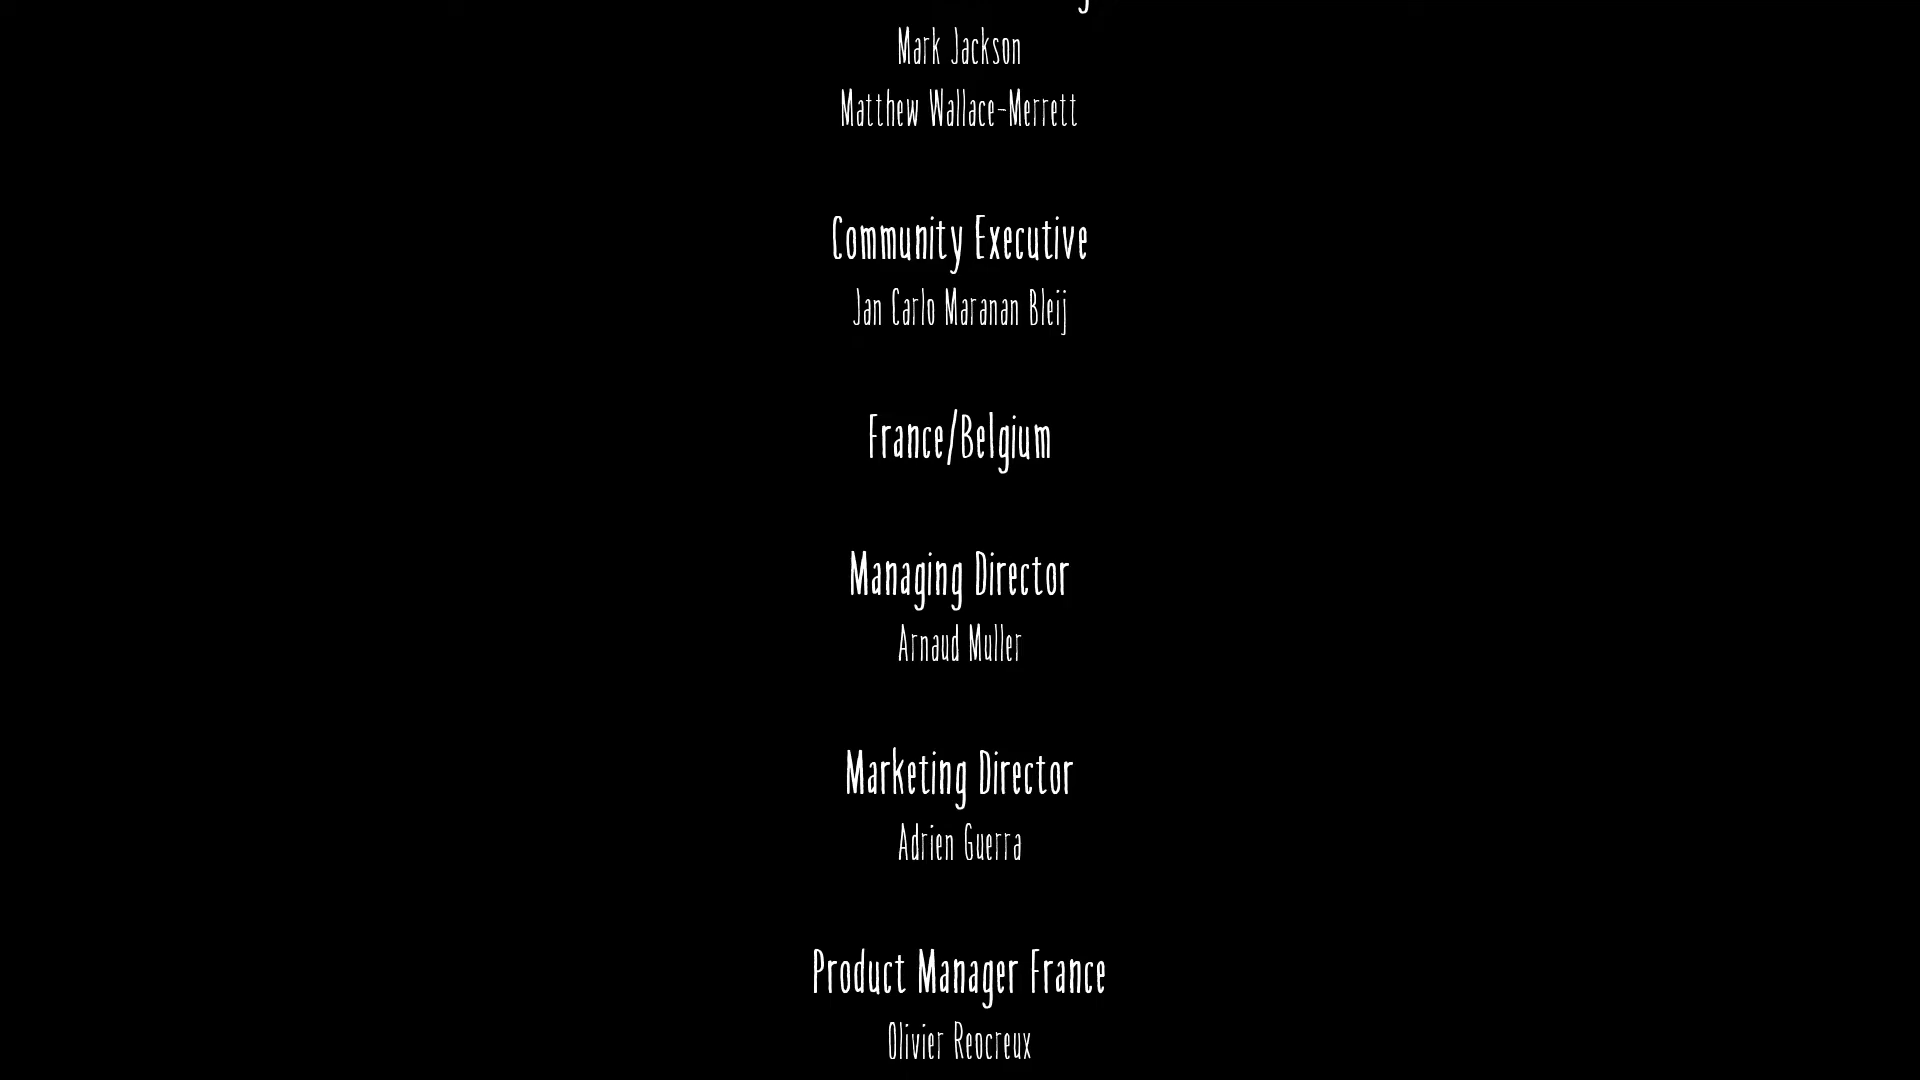 Mark Jackson
Matthew Wallace-Merrett
Community Executive
Jan Carlo Maranan Bleij
France/Belgium
Managing Director
Arnaud Muller
Marketing Director
Adrien Guerra
Product Manager France
Olivier Reocreux